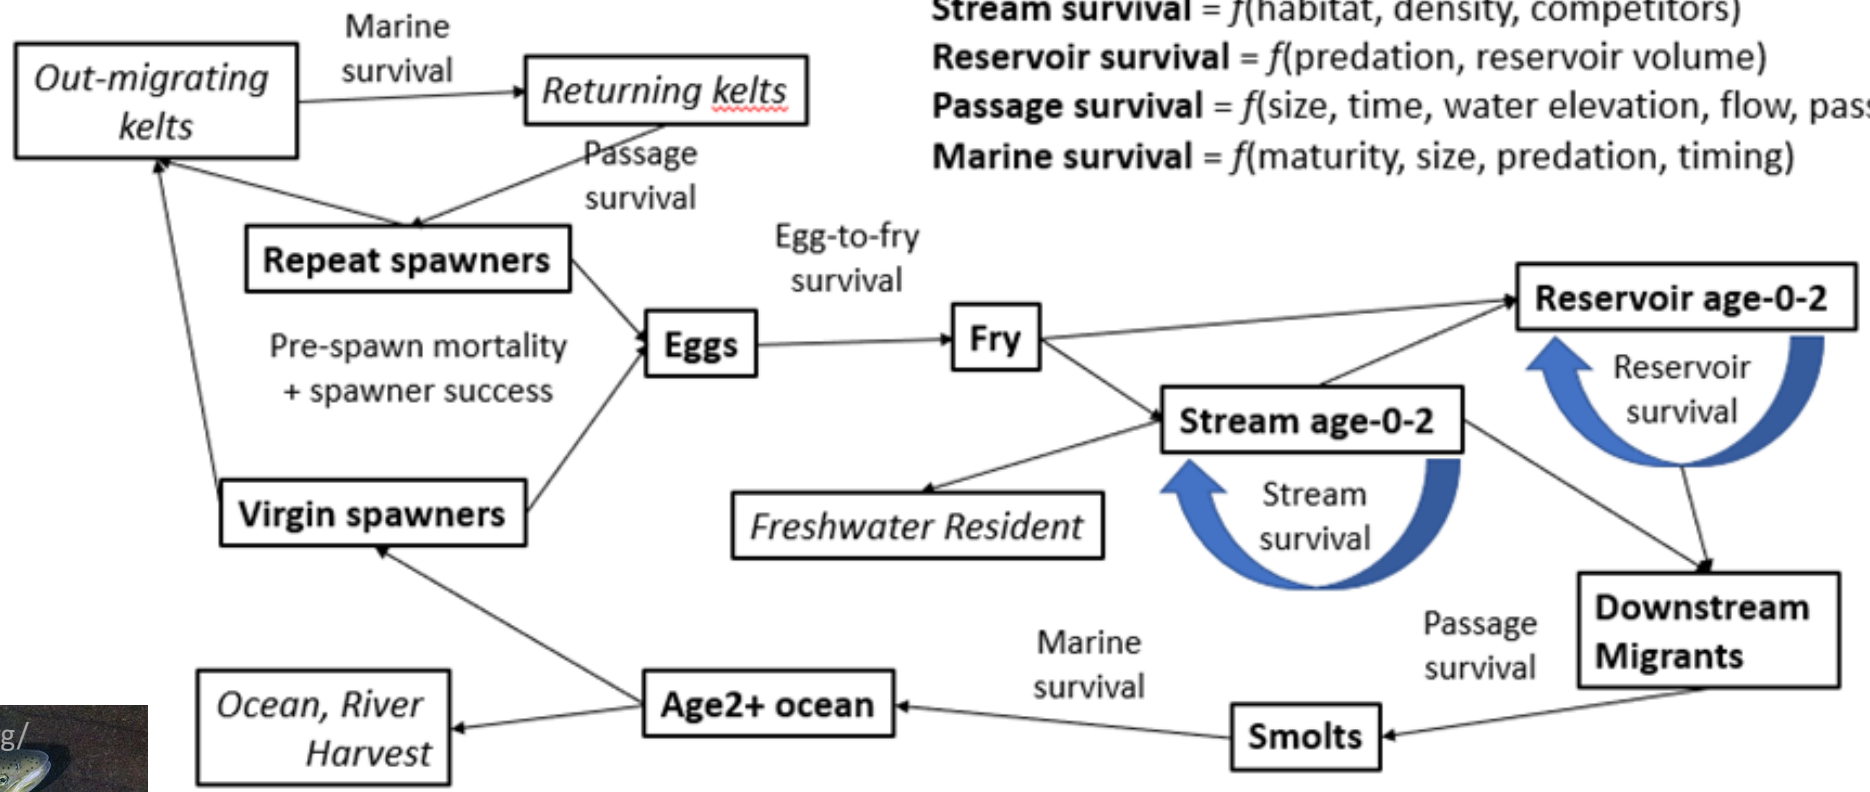 Stream survival = f(habitat, density, competitors)
Reservoir survival = f(predation, reservoir volume)
Passage survival = f(size, time, water elevation, flow, pass
Marine survival = f(maturity, size, predation, timing)
Marine
survival
Out-migrating
kelts
Returning kelts
Passage
survival
Repeat spawners
Egg-to-fry
survival
Pre-spawn mortality
+ spawner success
Eggs
Fry
Reservoir age-0-2
Reservoir
survival
Stream age-0-2
Stream
survival
Freshwater Resident
Virgin spawners
Downstream
Migrants
Passage
survival
Smolts
Marine
survival
Age2+ ocean
Ocean, River
Harvest
g/